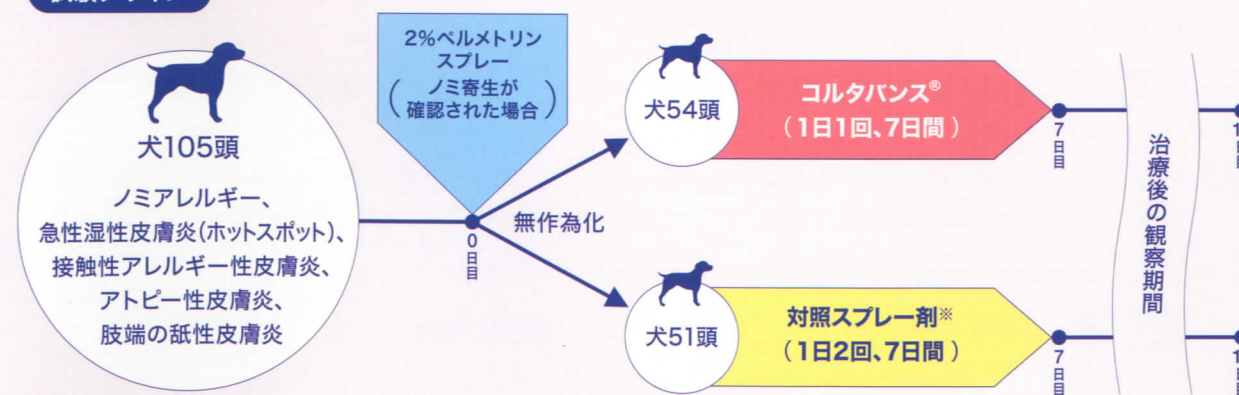 2%ペルメトリン
スプレー
(ノミ寄生が
確認された場合)
犬105頭
ノミアレルギー、
急性湿性皮膚炎(ホットスポット)、
接触性アレルギー性皮膚炎、
アトピー性皮膚炎、
肢端の舐性皮膚炎
0日目
無作為化
犬54頭
コルタバンス®
(1日1回、7日間)
7日目
犬51頭
対照スプレー剤※
(1日2回、7日間)
7日目
治療後の観察期間